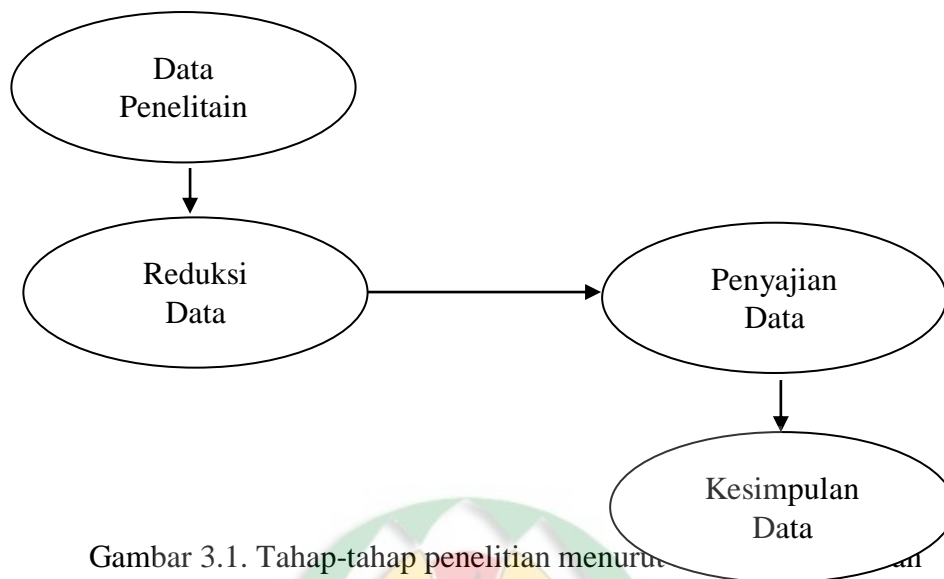 Data
Penelitain
Reduksi
Data
Penyajian
Data
Kesimpulan
Data
Gambar 3.1. Tahap-tahap penelitian menurut